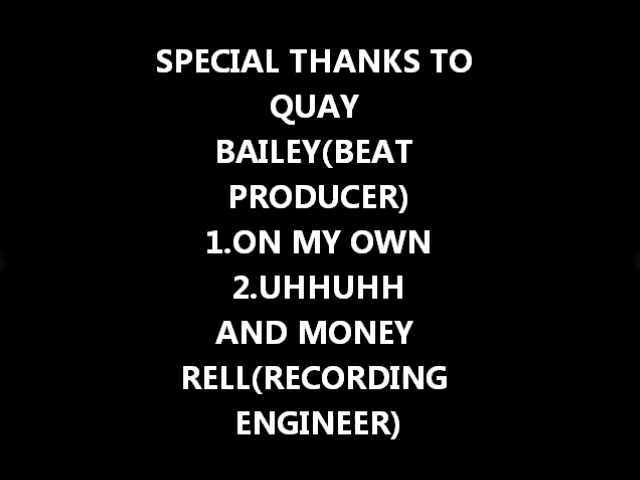 SPECIAL THANKS TO
QUAY
BAILEY(BEAT
PRODUCER)
1.ON MY OWN
2.UHHUHH
AND MONEY
RELL(RECORDING
ENGINEER)